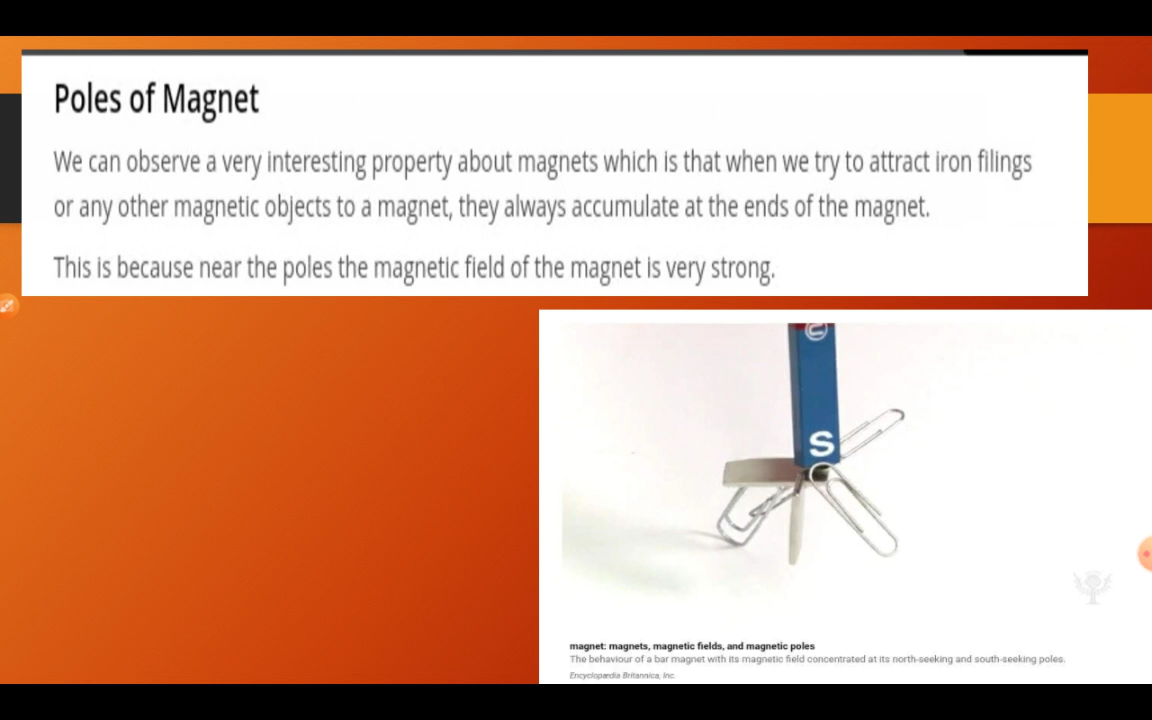 Poles of Magnet
We can observe a very interesting property about magnets which is that when we try to attract iron filings
or any other magnetic objects to a magnet, they always accumulate at the ends of the magnet.
This is because near the poles the magnetic field of the magnet is very strong.
S
magnet: magnets, magnetic fields, and magnetic poles
The behaviour of a bar magnet with its magnetic field concentrated at its north-seeking and south-seeking poles.
Encyclopædia Britannica, Inc.